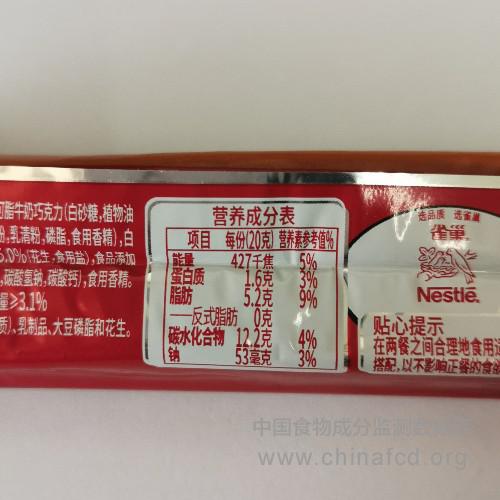 可脂牛奶巧克力(白砂糖,植物油
粉,乳清粉,磷脂,食用香精),白
5.0%(花生,食用盐),食品添加
,碳酸氢钠,碳酸钙),食用香精。
量≥3.1%
质)、乳制品、大豆磷脂和花生。
营养成分表
项目 每份(20克) 营养素参考值%
能量 427千焦 5%
蛋白质 1.6克 3%
脂肪 5.2克 9%
—反式脂肪 0克
碳水化合物 12.2克 4%
钠 53毫克 3%
选品质 选雀巢
雀巢
Nestlé
贴心提示
在两餐之间合理地食用
搭配,以不影响正餐的食
中国食物成分监测
www.chinafcd.org